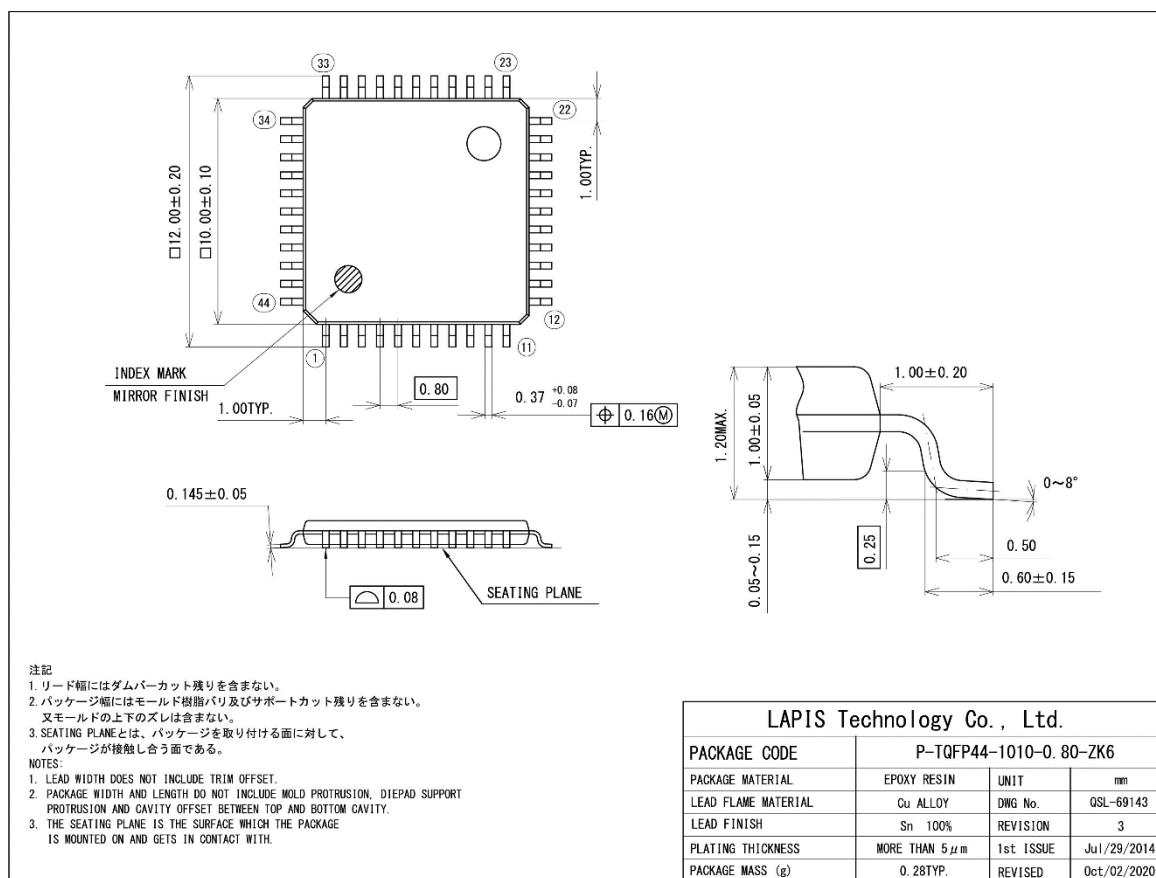 33
23
34
22
□12.00±0.20
□10.00±0.10
1.00TYP.
44
12
1
11
INDEX MARK
MIRROR FINISH
1.00TYP.
0.80
0.37 +0.08 -0.07
⌖ 0.16Ⓜ
1.00±0.20
1.20MAX.
1.00±0.05
0~8°
0.25
0.05~0.15
0.50
0.60±0.15
0.145±0.05
⌓ 0.08
SEATING PLANE
注記
1. リード幅にはダムバーカット残りを含まない。
2. パッケージ幅にはモールド樹脂バリ及びサポートカット残りを含まない。
又モールドの上下のズレは含まない。
3. SEATING PLANEとは、パッケージを取り付ける面に対して、
パッケージが接触し合う面である。
NOTES:
1. LEAD WIDTH DOES NOT INCLUDE TRIM OFFSET.
2. PACKAGE WIDTH AND LENGTH DO NOT INCLUDE MOLD PROTRUSION, DIEPAD SUPPORT
PROTRUSION AND CAVITY OFFSET BETWEEN TOP AND BOTTOM CAVITY.
3. THE SEATING PLANE IS THE SURFACE WHICH THE PACKAGE
IS MOUNTED ON AND GETS IN CONTACT WITH.
LAPIS Technology Co., Ltd.
PACKAGE CODE P-TQFP44-1010-0.80-ZK6
PACKAGE MATERIAL EPOXY RESIN UNIT mm
LEAD FLAME MATERIAL Cu ALLOY DWG No. QSL-69143
LEAD FINISH Sn 100% REVISION 3
PLATING THICKNESS MORE THAN 5μm 1st ISSUE Jul/29/2014
PACKAGE MASS (g) 0.28TYP. REVISED Oct/02/2020